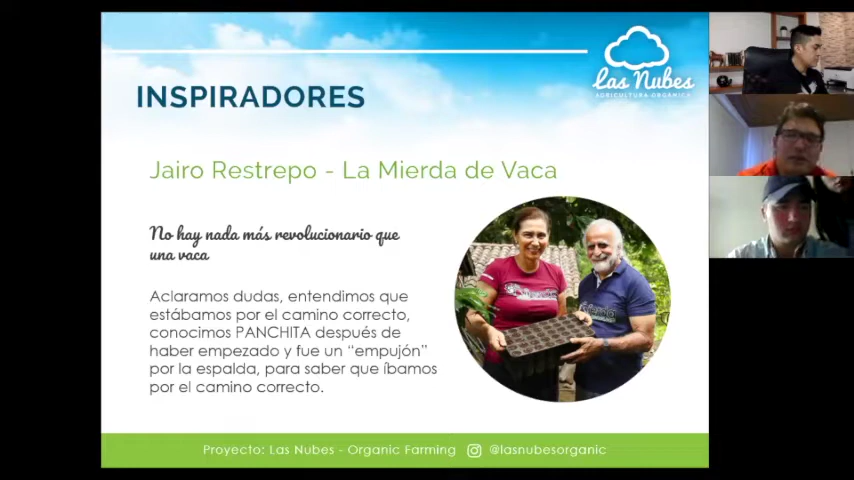 Las Nubes
AGRICULTURA ORGÁNICA
INSPIRADORES
Jairo Restrepo - La Mierda de Vaca
No hay nada más revolucionario que
una vaca
Aclaramos dudas, entendimos que
estábamos por el camino correcto,
conocimos PANCHITA después de
haber empezado y fue un “empujón”
por la espalda, para saber que íbamos
por el camino correcto.
Proyecto: Las Nubes - Organic Farming @lasnubesorganic